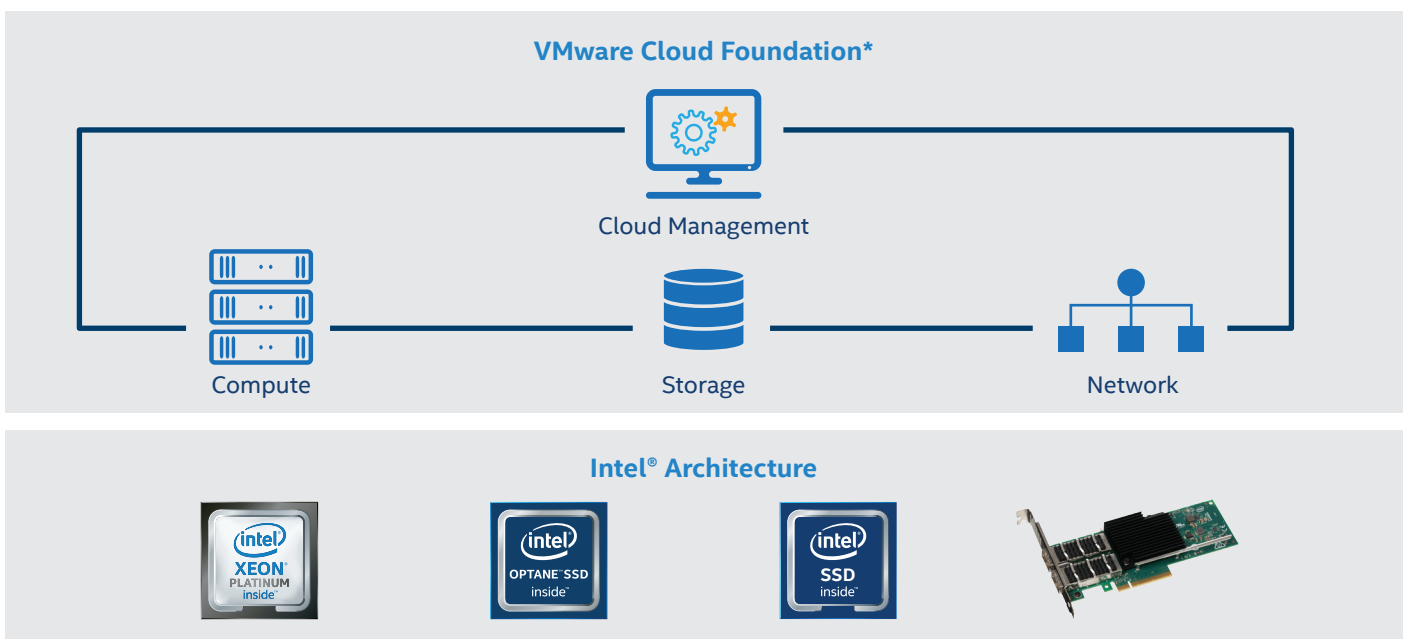 VMware Cloud Foundation*
Cloud Management
Compute
Storage
Network
Intel® Architecture
intel
XEON®
PLATINUM
inside™
intel
OPTANE™ SSD
inside™
intel
SSD
inside™